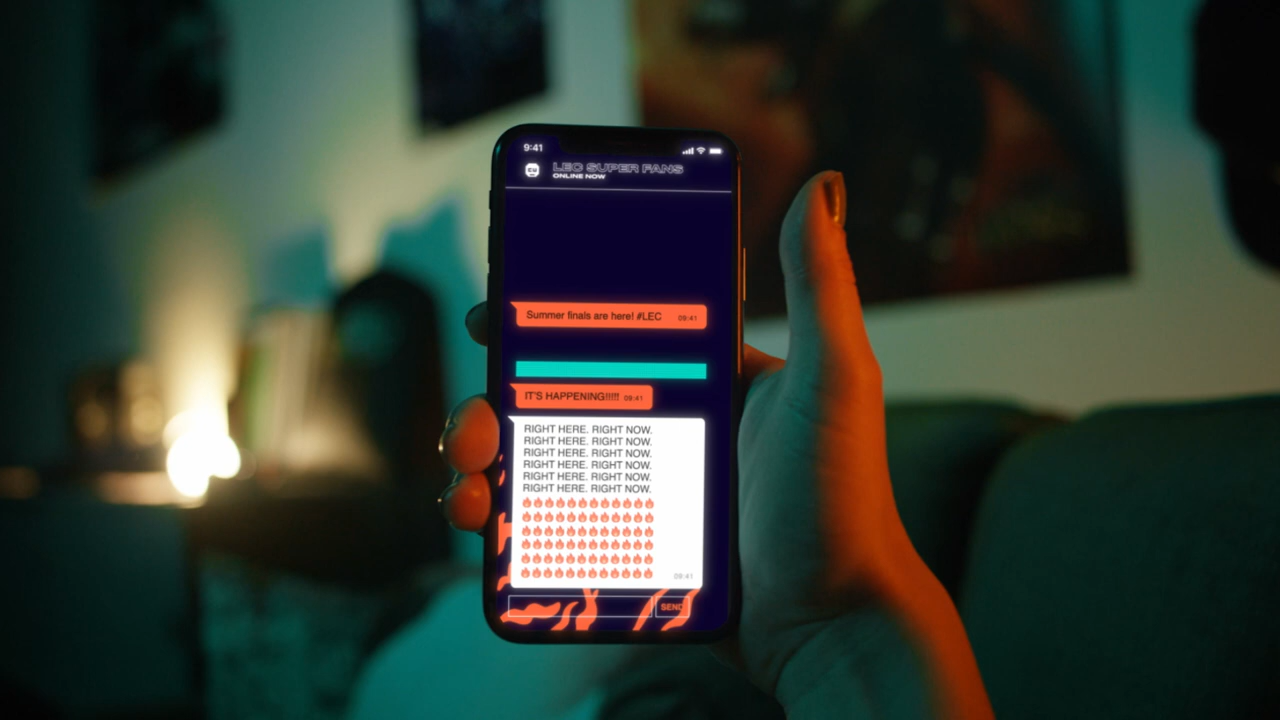 9:41
LEC SUPER FANS
ONLINE NOW
Summer finals are here! #LEC 09:41
IT'S HAPPENING!!!!! 09:41
RIGHT HERE. RIGHT NOW.
RIGHT HERE. RIGHT NOW.
RIGHT HERE. RIGHT NOW.
RIGHT HERE. RIGHT NOW.
RIGHT HERE. RIGHT NOW.
RIGHT HERE. RIGHT NOW.
🔥🔥🔥🔥🔥🔥🔥🔥🔥🔥
🔥🔥🔥🔥🔥🔥🔥🔥🔥🔥
🔥🔥🔥🔥🔥🔥🔥🔥🔥🔥
🔥🔥🔥🔥🔥🔥🔥🔥🔥🔥
🔥🔥🔥🔥🔥🔥🔥🔥🔥🔥
🔥🔥🔥🔥🔥🔥🔥🔥🔥🔥
09:41
SEND